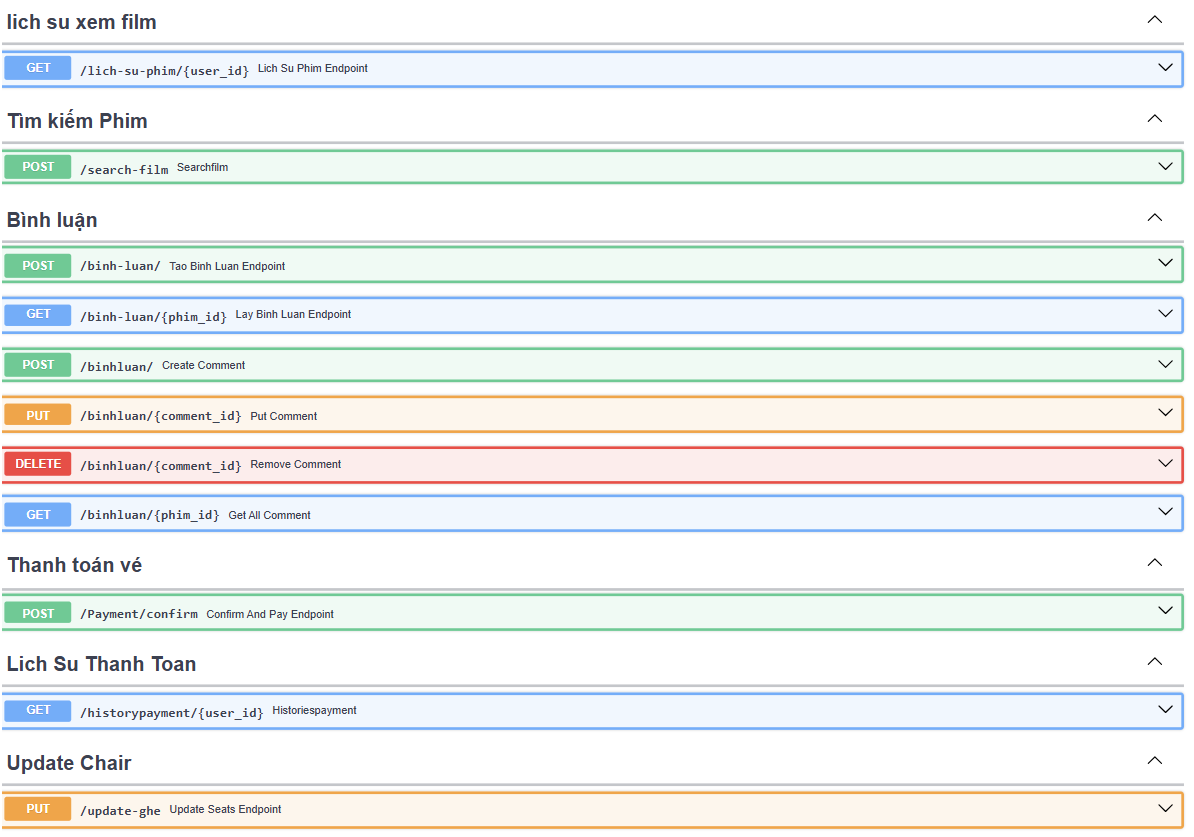 lich su xem film
GET /lich-su-phim/{user_id} Lich Su Phim Endpoint
Tìm kiếm Phim
POST /search-film Searchfilm
Bình luận
POST /binh-luan/ Tao Binh Luan Endpoint
GET /binh-luan/{phim_id} Lay Binh Luan Endpoint
POST /binhluan/ Create Comment
PUT /binhluan/{comment_id} Put Comment
DELETE /binhluan/{comment_id} Remove Comment
GET /binhluan/{phim_id} Get All Comment
Thanh toán vé
POST /Payment/confirm Confirm And Pay Endpoint
Lich Su Thanh Toan
GET /historypayment/{user_id} Historiespayment
Update Chair
PUT /update-ghe Update Seats Endpoint